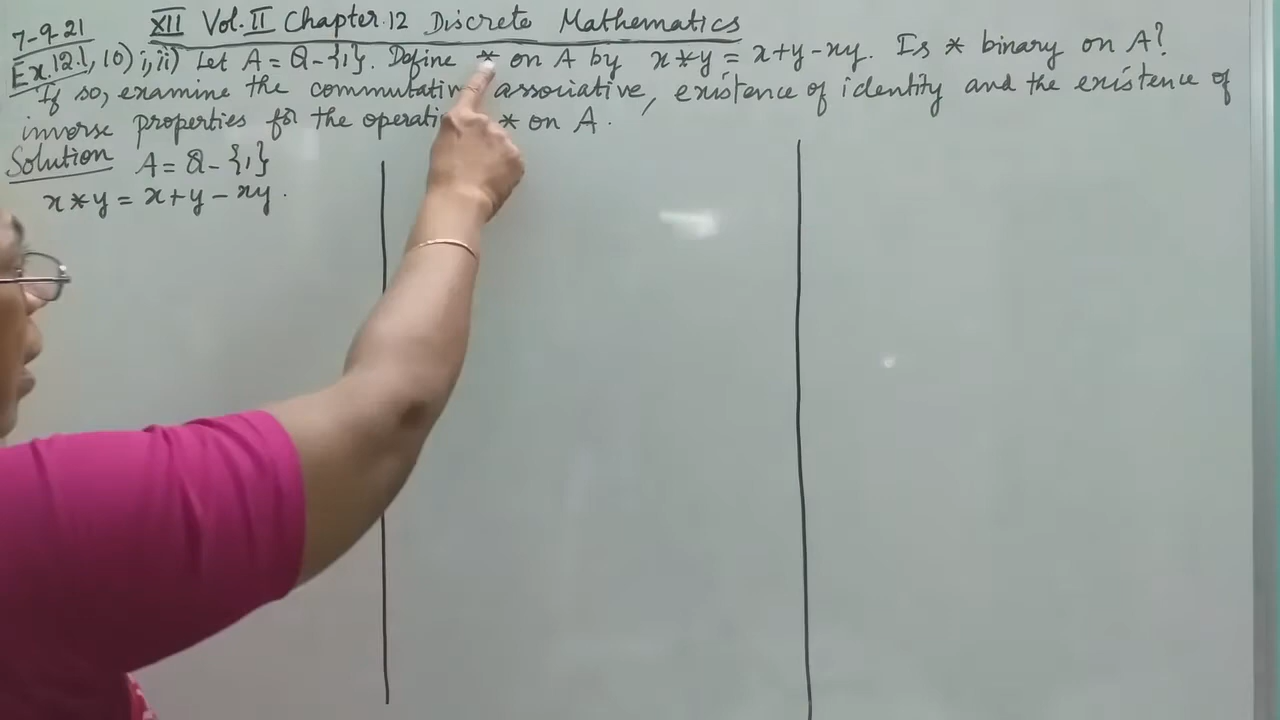 7-9-21
XII Vol.II Chapter.12 Discrete Mathematics
Ex.12.1, 10) i, ii) Let A = Q - {1}. Define * on A by x * y = x + y - xy. Is * binary on A?
If so, examine the commutative, associative, existence of identity and the existence of
inverse properties for the operati * on A.
Solution A = Q - {1}
x * y = x + y - xy.